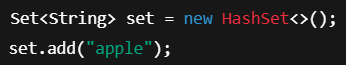 Set<String> set = new HashSet<>();
set.add("apple");